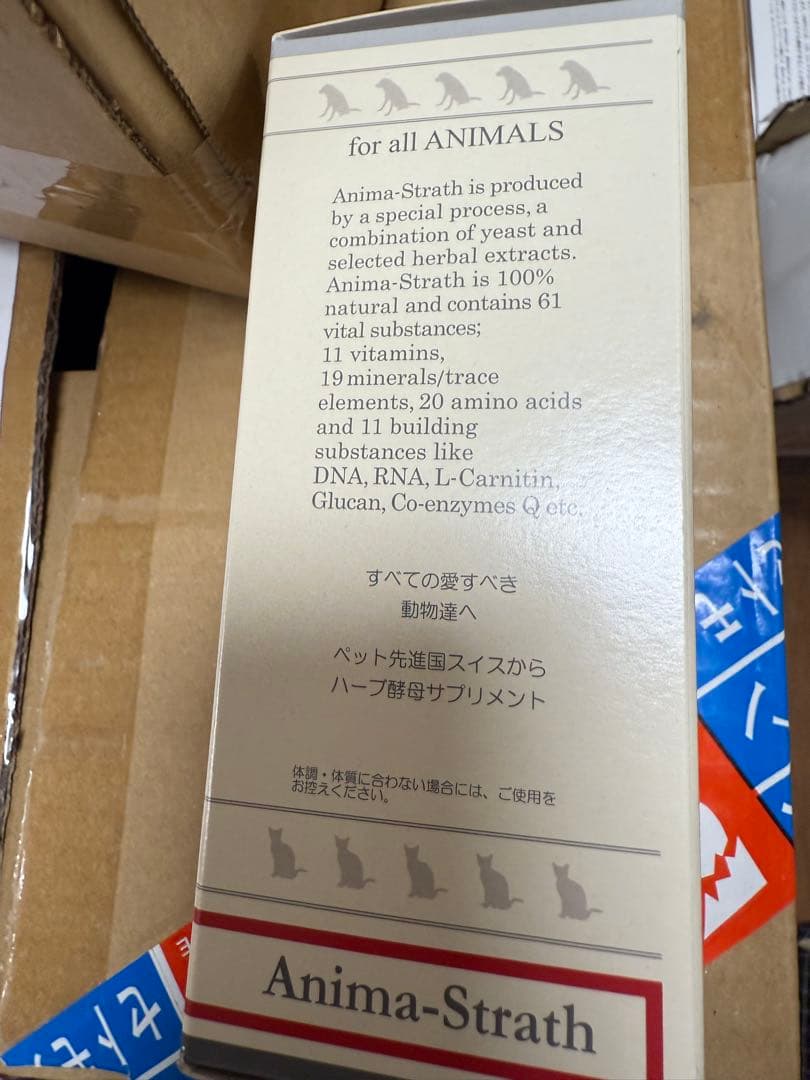 for all ANIMALS
Anima-Strath is produced
by a special process, a
combination of yeast and
selected herbal extracts.
Anima-Strath is 100%
natural and contains 61
vital substances;
11 vitamins,
19 minerals/trace
elements, 20 amino acids
and 11 building
substances like
DNA, RNA, L-Carnitin,
Glucan, Co-enzymes Q etc.
すべての愛すべき
動物達へ
ペット先進国スイスから
ハーブ酵母サプリメント
体調・体質に合わない場合には、ご使用を
お控えください。
Anima-Strath